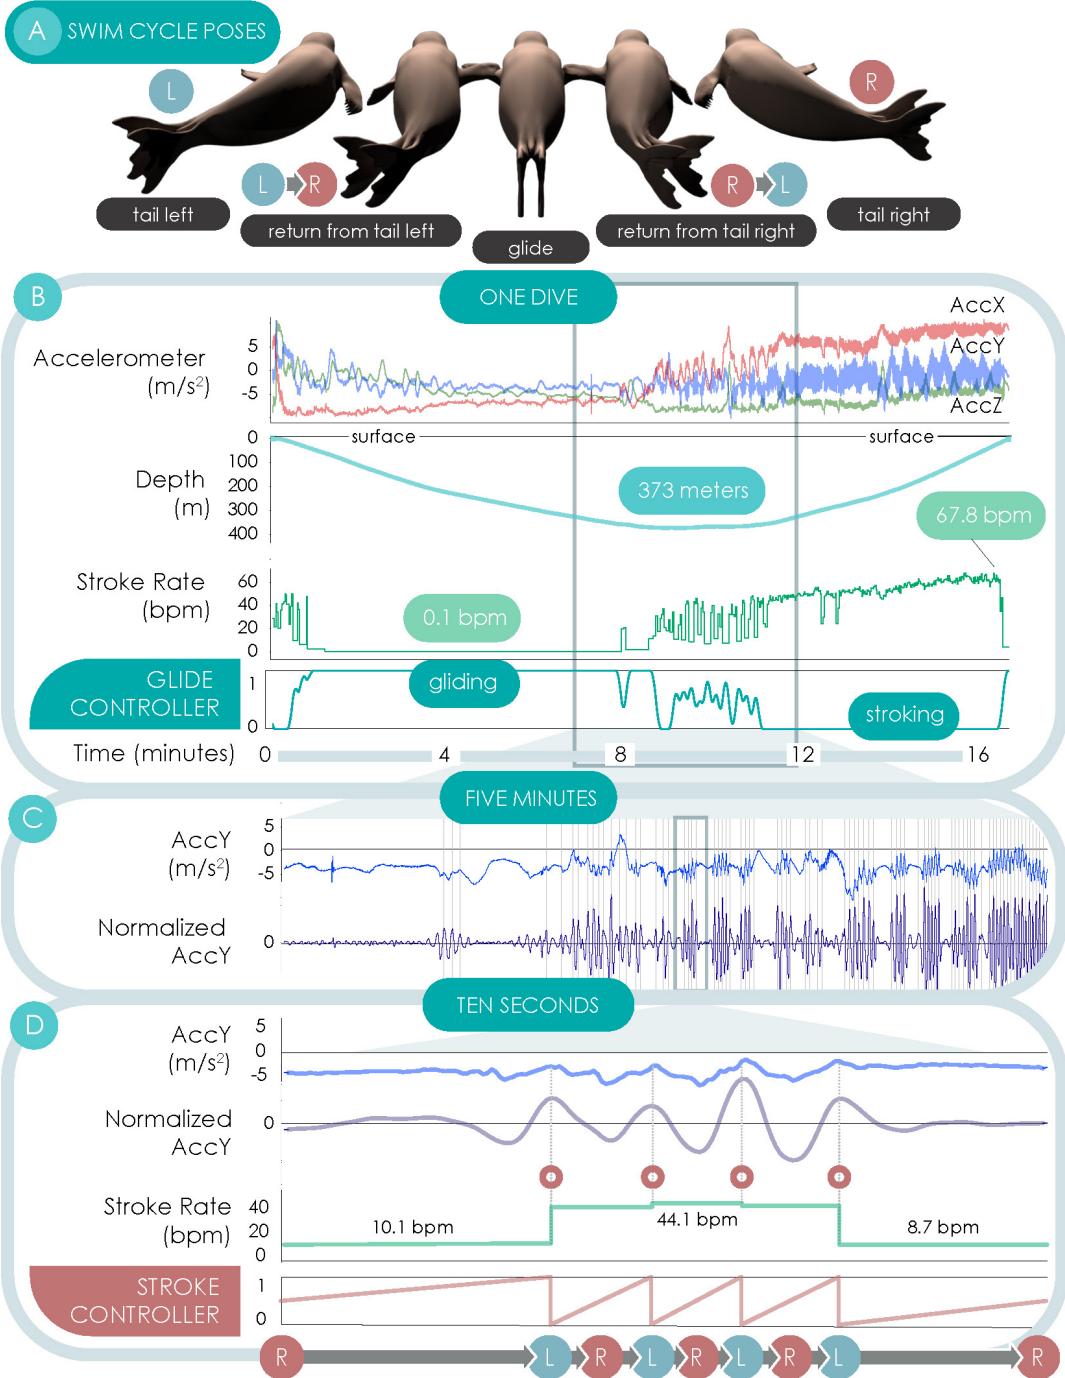 A SWIM CYCLE POSES
L
R
L R
R L
tail left
return from tail left
glide
return from tail right
tail right
B
ONE DIVE
Accelerometer
(m/s²)
5
0
-5
AccX
AccY
AccZ
Depth
(m)
0
100
200
300
400
surface
surface
373 meters
67.8 bpm
Stroke Rate
(bpm)
60
40
20
0
0.1 bpm
GLIDE
CONTROLLER
1
0
gliding
stroking
Time (minutes)
0 4 8 12 16
C
FIVE MINUTES
AccY
(m/s²)
5
0
-5
Normalized
AccY
0
D
TEN SECONDS
AccY
(m/s²)
5
0
-5
Normalized
AccY
0
Stroke Rate
(bpm)
40
20
0
10.1 bpm
44.1 bpm
8.7 bpm
STROKE
CONTROLLER
1
0
R L R L R L R L R